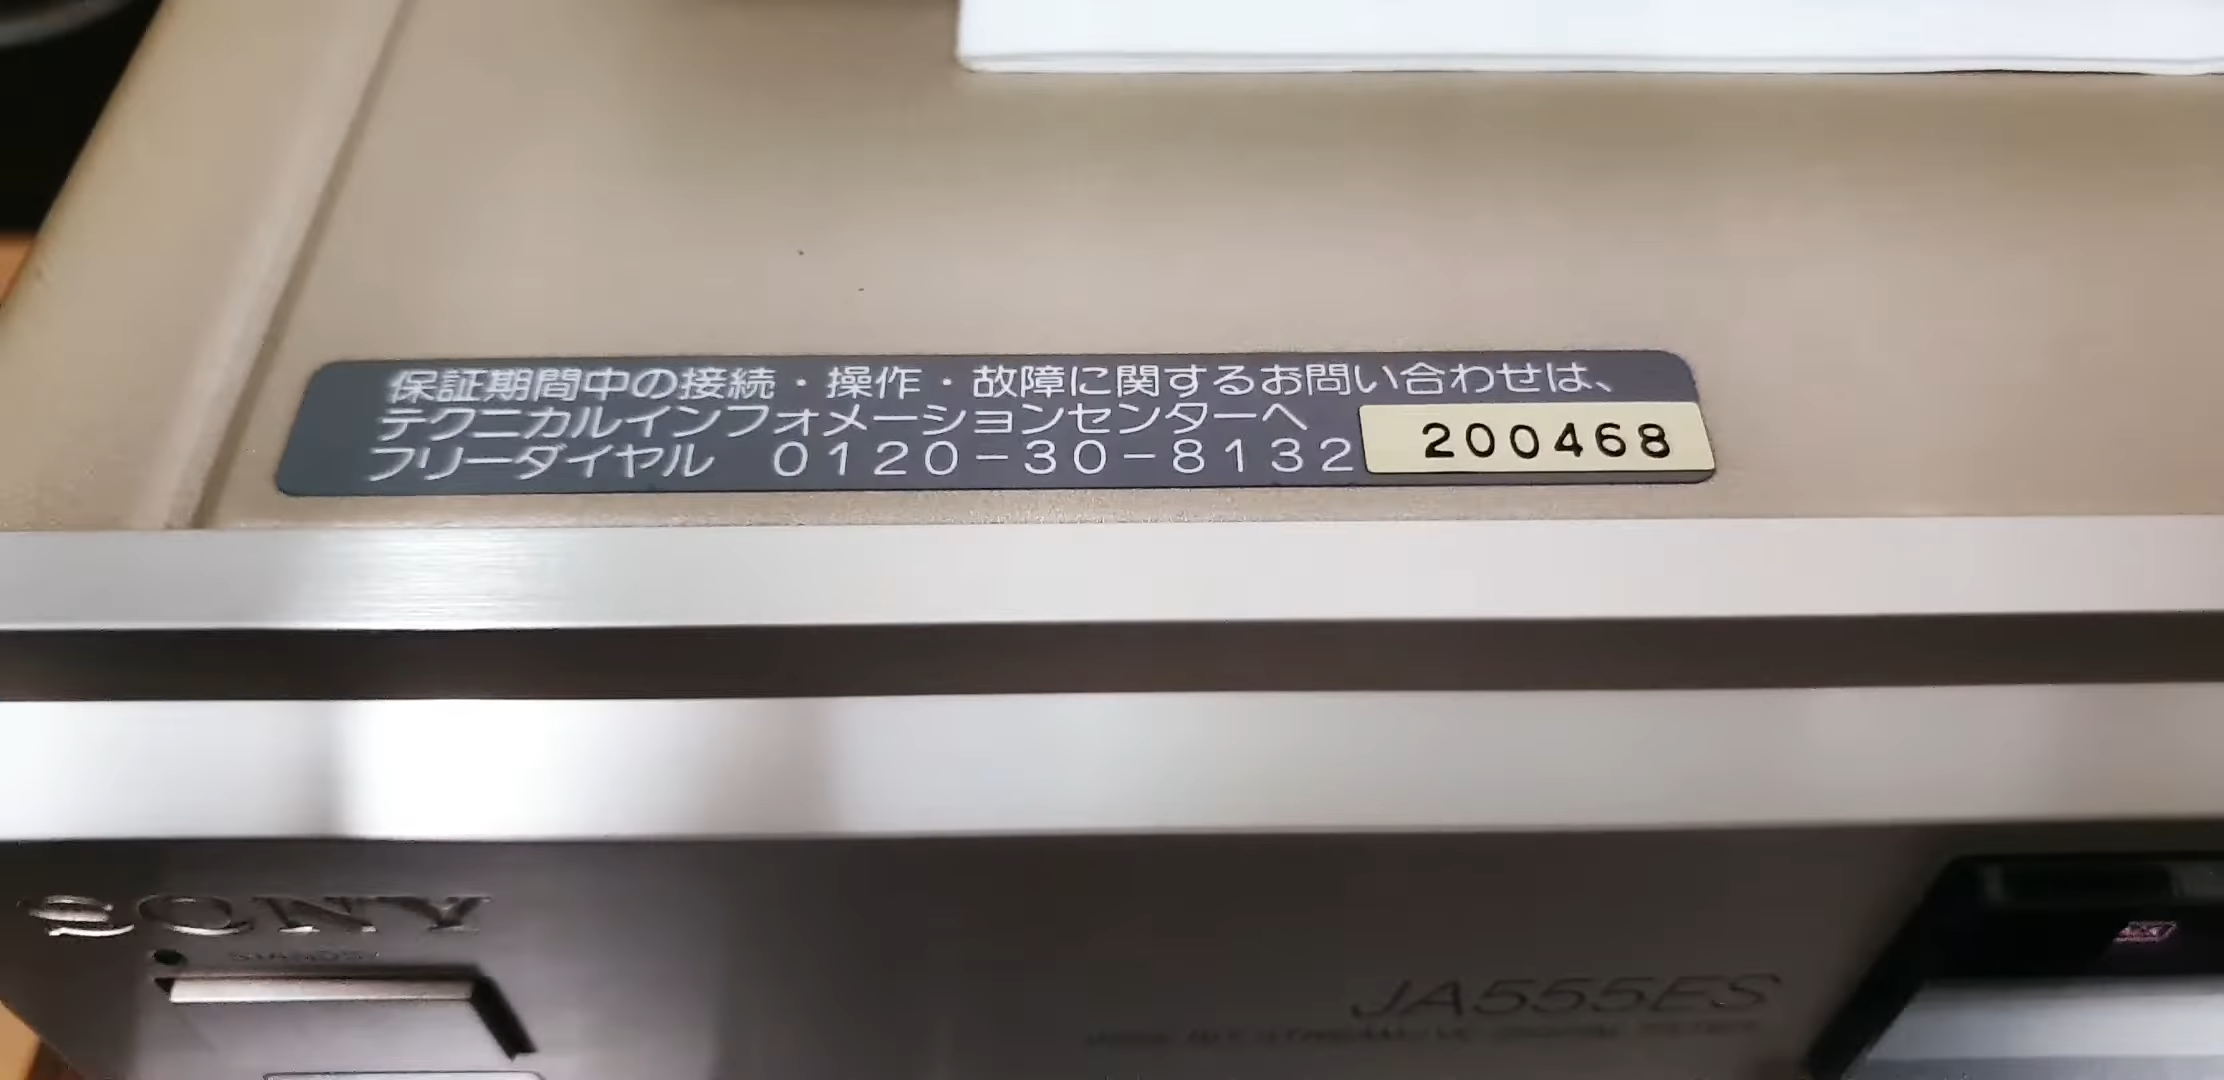 保証期間中の接続・操作・故障に関するお問い合わせは、
テクニカルインフォメーションセンターへ
フリーダイヤル 0120-30-8132
200468
SONY
STANDBY
JA555ES